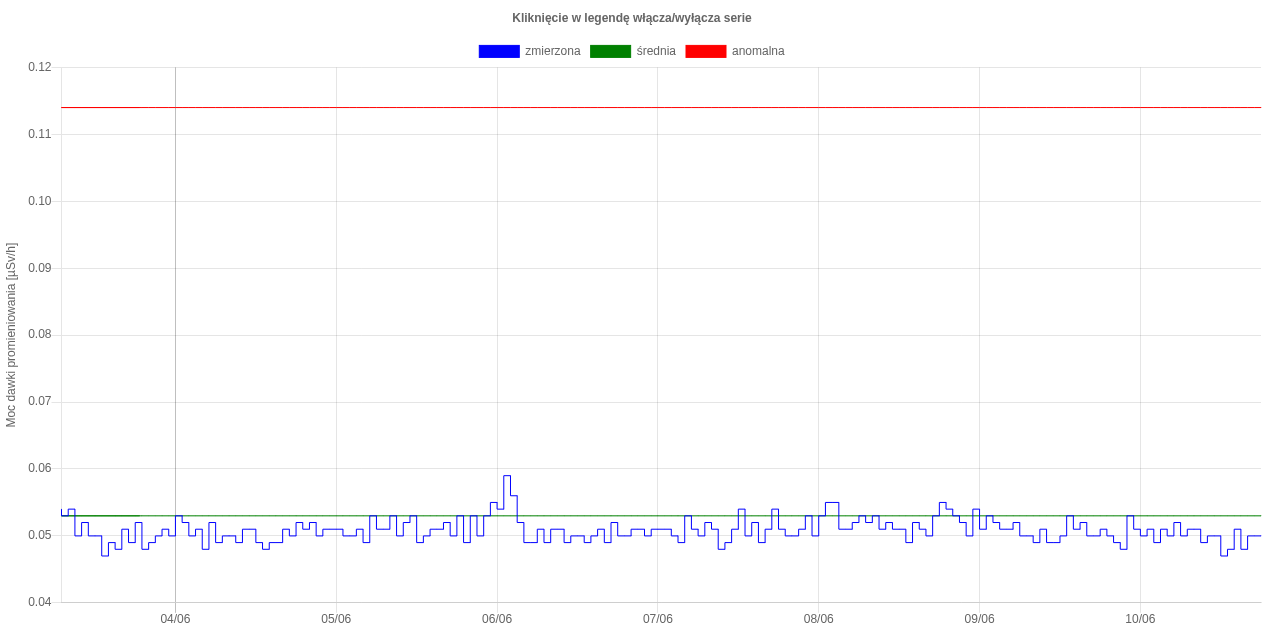 Kliknięcie w legendę włącza/wyłącza serie
zmierzona średnia anomalna
Moc dawki promieniowania [µSv/h]
0.12
0.11
0.10
0.09
0.08
0.07
0.06
0.05
0.04
04/06 05/06 06/06 07/06 08/06 09/06 10/06